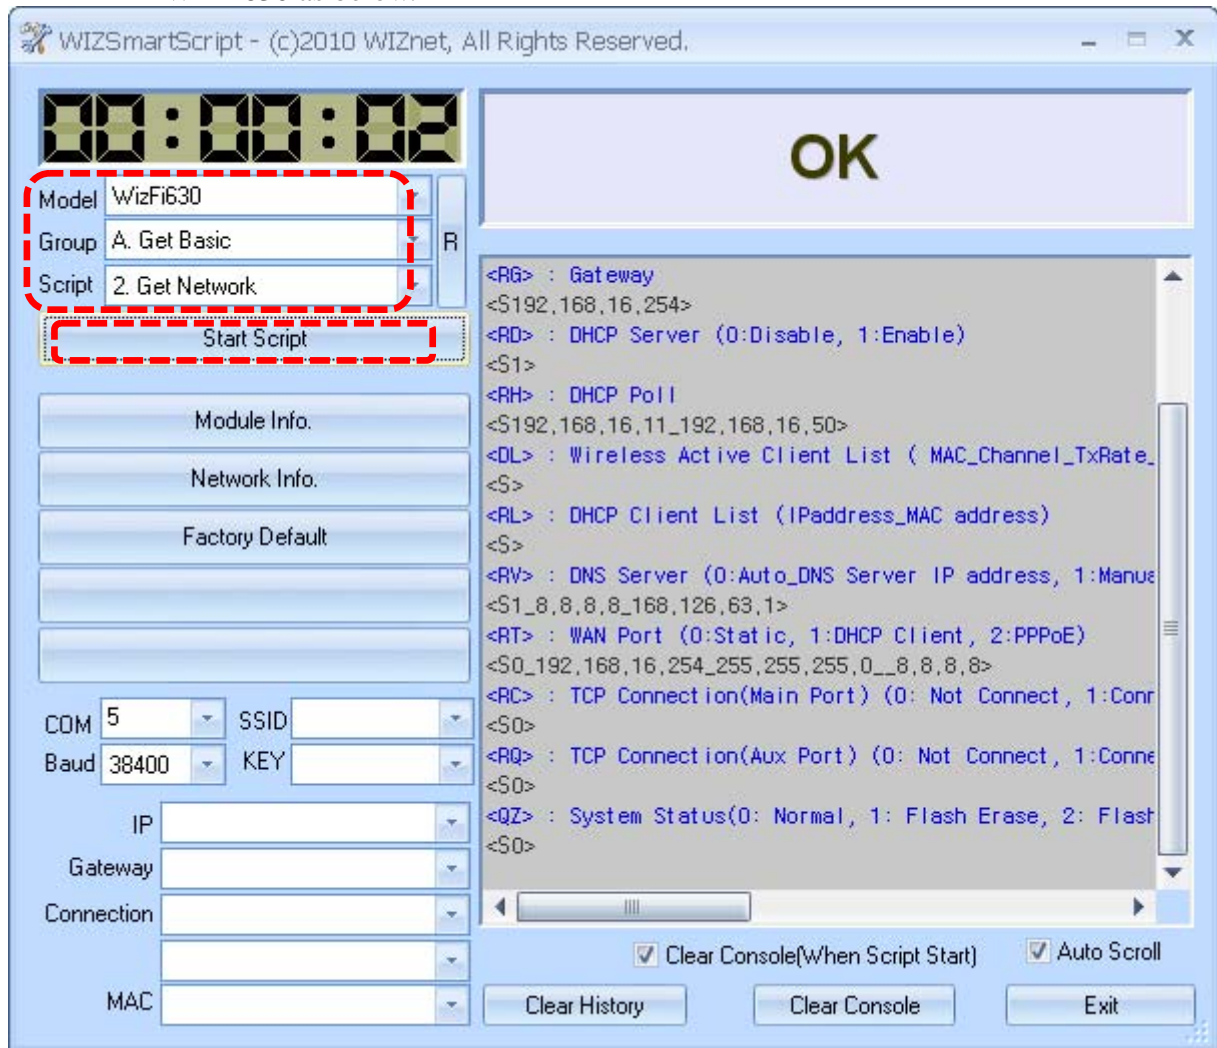 WIZSmartScript - (c)2010 WIZnet, All Rights Reserved.
00:00:02
OK
Model WizFi630
Group A. Get Basic
R
Script 2. Get Network
Start Script
Module Info.
Network Info.
Factory Default
COM 5 SSID
Baud 38400 KEY
IP
Gateway
Connection
MAC
<RG> : Gateway
<S192,168,16,254>
<RD> : DHCP Server (0:Disable, 1:Enable)
<S1>
<RH> : DHCP Poll
<S192,168,16,11_192,168,16,50>
<DL> : Wireless Active Client List ( MAC_Channel_TxRate_
<S>
<RL> : DHCP Client List (IPaddress_MAC address)
<S>
<RV> : DNS Server (0:Auto_DNS Server IP address, 1:Manua
<S1_8,8,8,8_168,126,63,1>
<RT> : WAN Port (0:Static, 1:DHCP Client, 2:PPPoE)
<S0_192,168,16,254_255,255,255,0__8,8,8,8>
<RC> : TCP Connection(Main Port) (0: Not Connect, 1:Conr
<S0>
<RQ> : TCP Connection(Aux Port) (0: Not Connect, 1:Conne
<S0>
<QZ> : System Status(0: Normal, 1: Flash Erase, 2: Flash
<S0>
Clear Console(When Script Start) Auto Scroll
Clear History Clear Console Exit